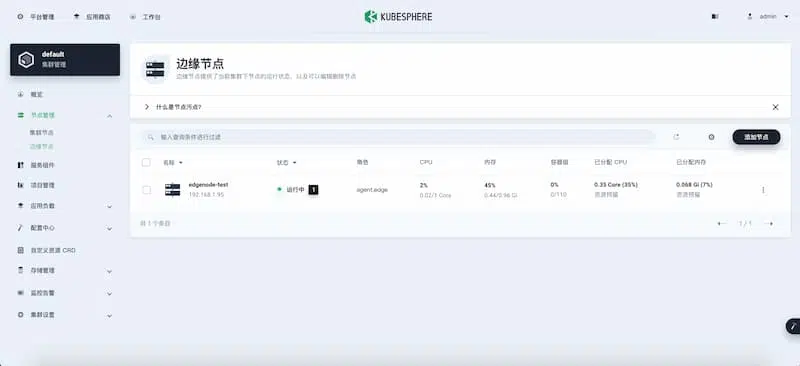 平台管理 应用商店 工作台 KUBESPHERE admin
default
集群管理
概览
节点管理
集群节点
边缘节点
服务组件
项目管理
应用负载
配置中心
自定义资源 CRD
存储管理
监控告警
集群设置
边缘节点
边缘节点提供了当前集群下节点的运行状态,以及可以编辑删除节点
什么是节点污点?
输入查询条件进行过滤 添加节点
名称 状态 角色 CPU 内存 容器组 已分配 CPU 已分配内存
edgenode-test 运行中 1 agent,edge 2% 45% 0% 0.35 Core (35%) 0.068 Gi (7%)
192.168.1.95 0.02/1 Core 0.44/0.96 Gi 0/110 资源预留 资源预留
共 1 个条目 1 / 1